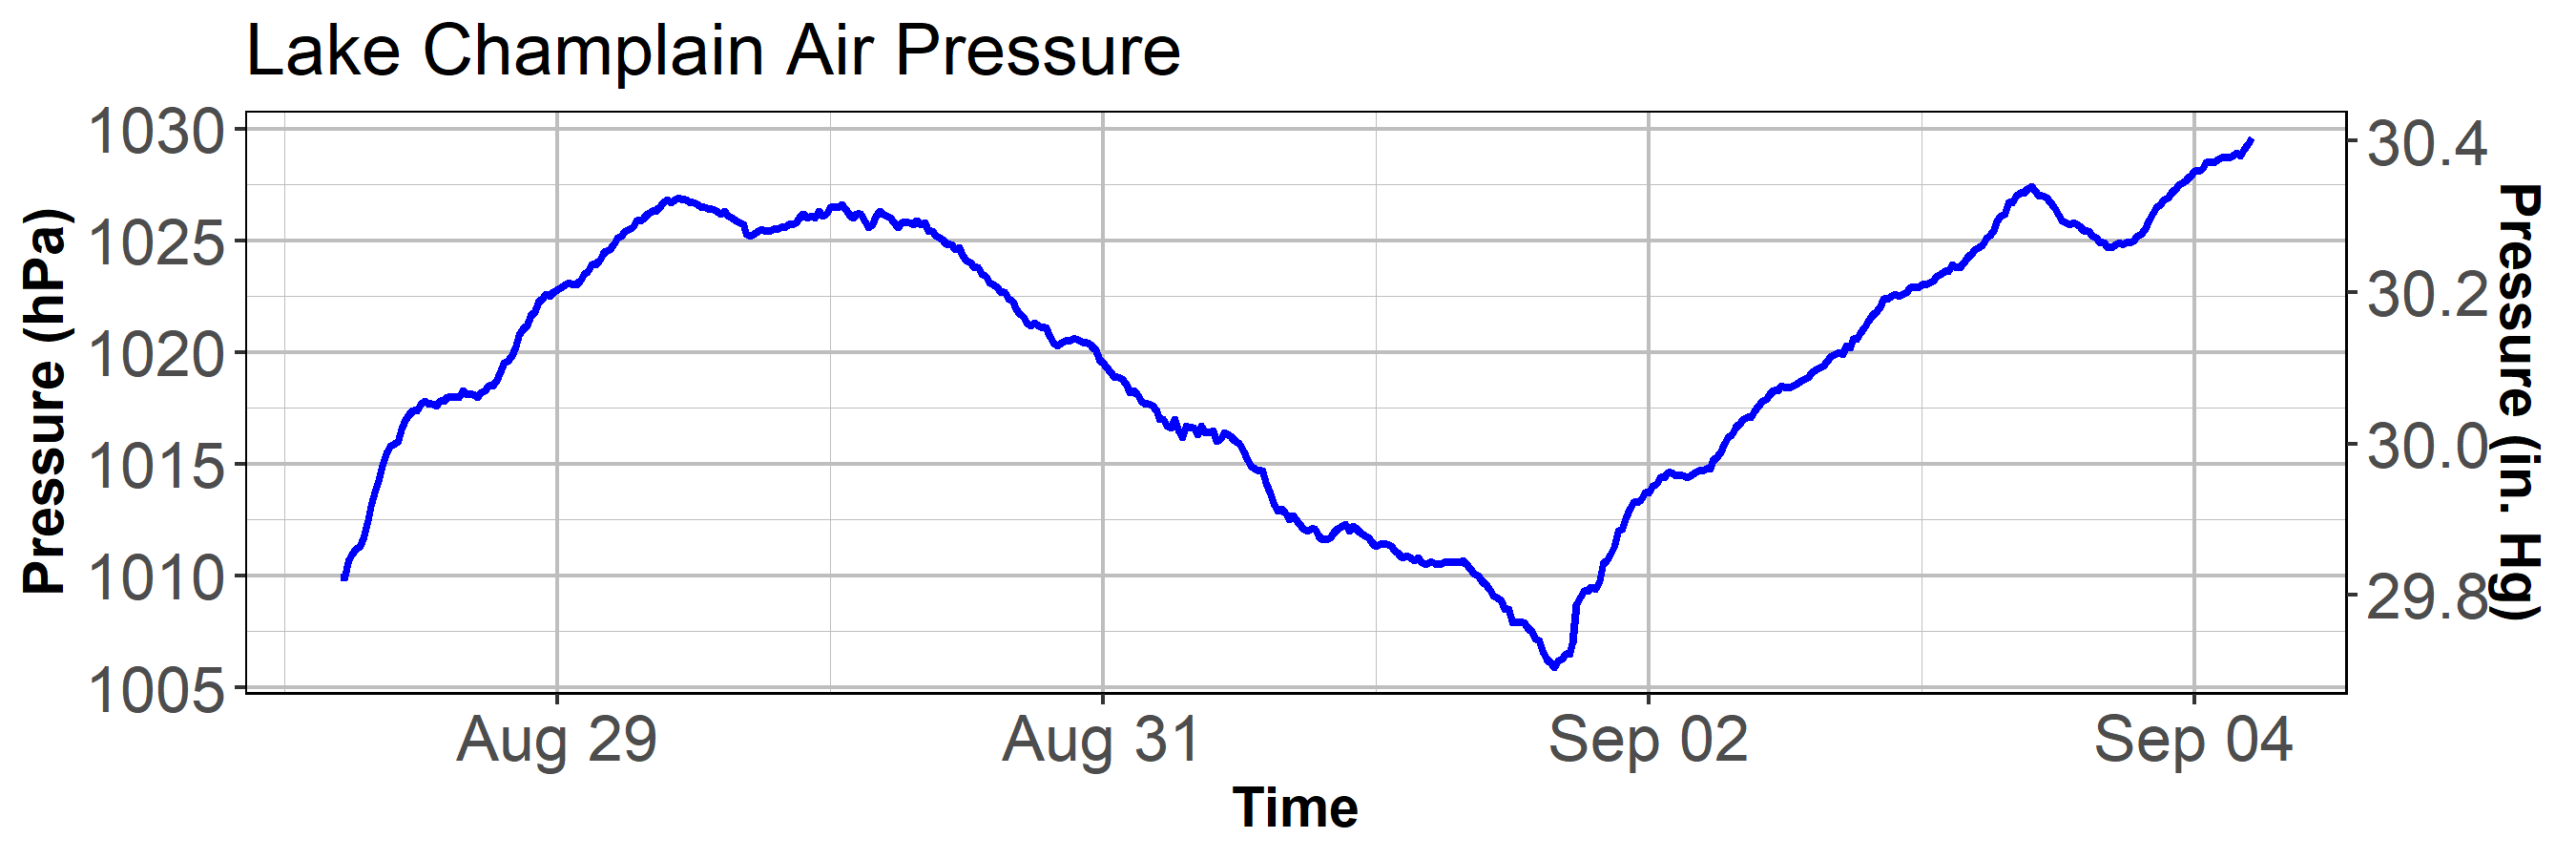 Lake Champlain Air Pressure
1030
1025
1020
1015
1010
1005
Pressure (hPa)
30.4
30.2
30.0
29.8
Pressure (in. Hg)
Aug 29
Aug 31
Sep 02
Sep 04
Time